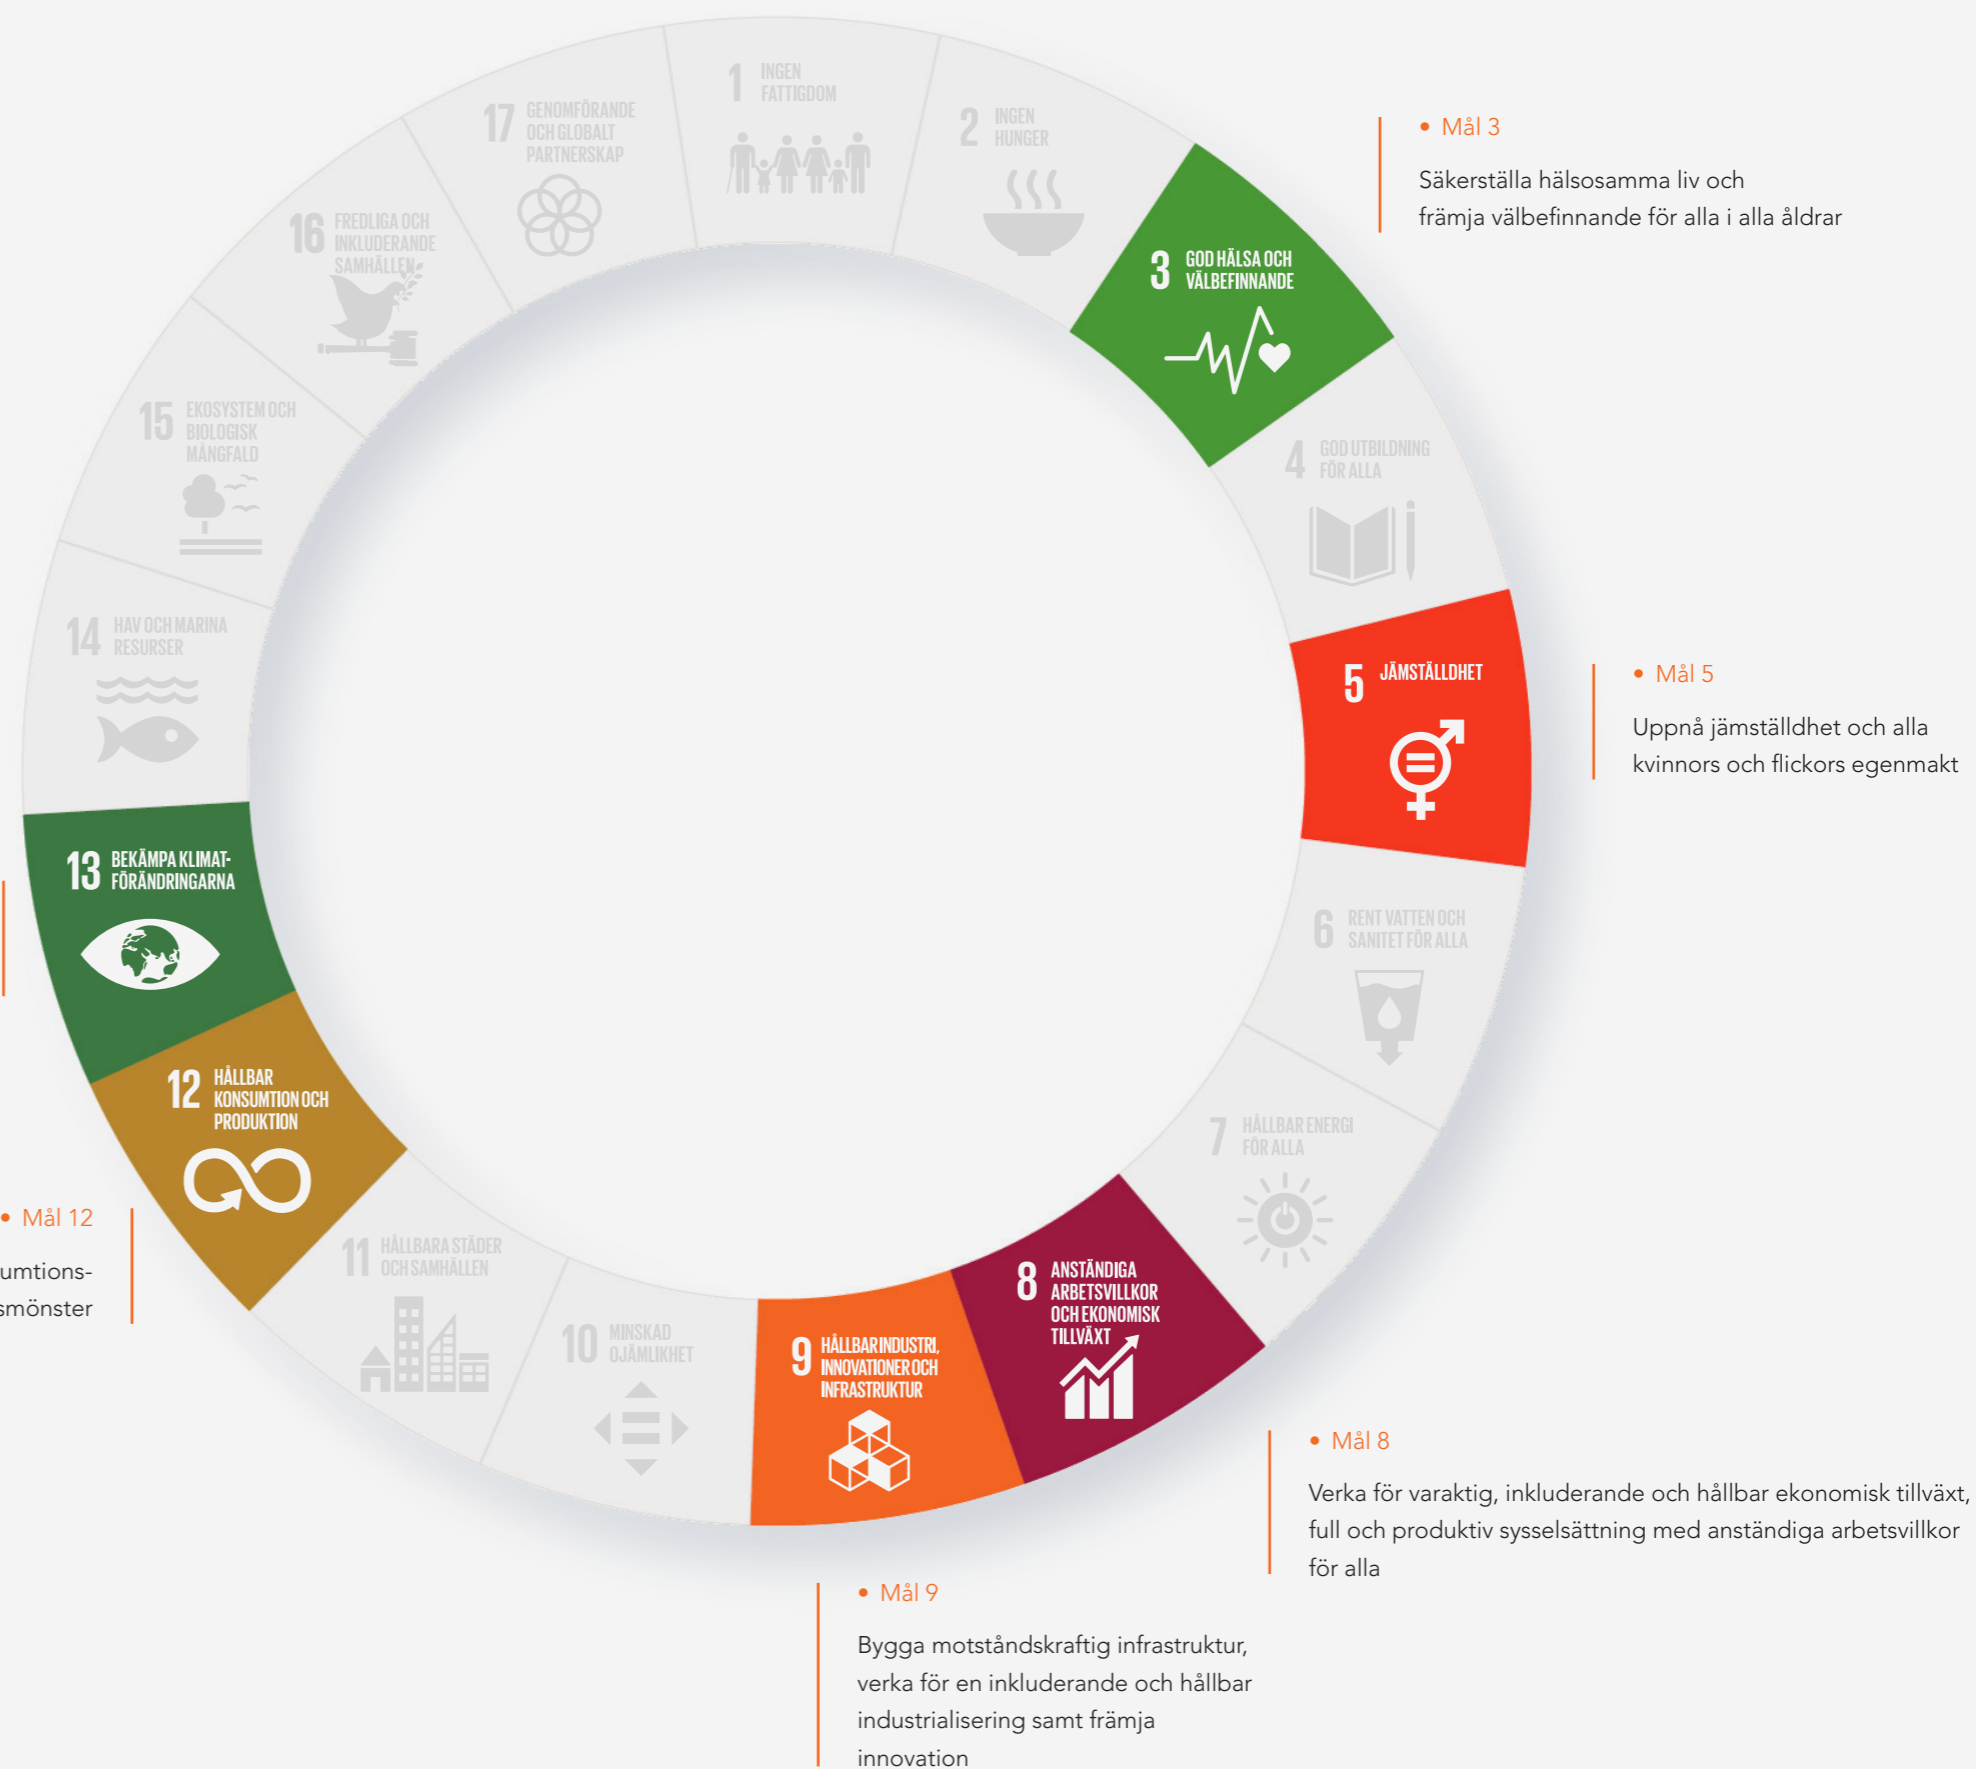 1 INGEN
FATTIGDOM
2 INGEN
HUNGER
3 GOD HÄLSA OCH
VÄLBEFINNANDE
4 GOD UTBILDNING
FÖR ALLA
5 JÄMSTÄLLDHET
6 RENT VATTEN OCH
SANITET FÖR ALLA
7 HÅLLBAR ENERGI
FÖR ALLA
8 ANSTÄNDIGA
ARBETSVILLKOR
OCH EKONOMISK
TILLVÄXT
9 HÅLLBAR INDUSTRI,
INNOVATIONER OCH
INFRASTRUKTUR
10 MINSKAD
OJÄMLIKHET
11 HÅLLBARA STÄDER
OCH SAMHÄLLEN
12 HÅLLBAR
KONSUMTION OCH
PRODUKTION
13 BEKÄMPA KLIMAT-
FÖRÄNDRINGARNA
14 HAV OCH MARINA
RESURSER
15 EKOSYSTEM OCH
BIOLOGISK
MÅNGFALD
16 FREDLIGA OCH
INKLUDERANDE
SAMHÄLLEN
17 GENOMFÖRANDE
OCH GLOBALT
PARTNERSKAP
• Mål 3
Säkerställa hälsosamma liv och
främja välbefinnande för alla i alla åldrar
• Mål 5
Uppnå jämställdhet och alla
kvinnors och flickors egenmakt
• Mål 8
Verka för varaktig, inkluderande och hållbar ekonomisk tillväxt,
full och produktiv sysselsättning med anständiga arbetsvillkor
för alla
• Mål 9
Bygga motståndskraftig infrastruktur,
verka för en inkluderande och hållbar
industrialisering samt främja
innovation
• Mål 12
umtions-
smönster